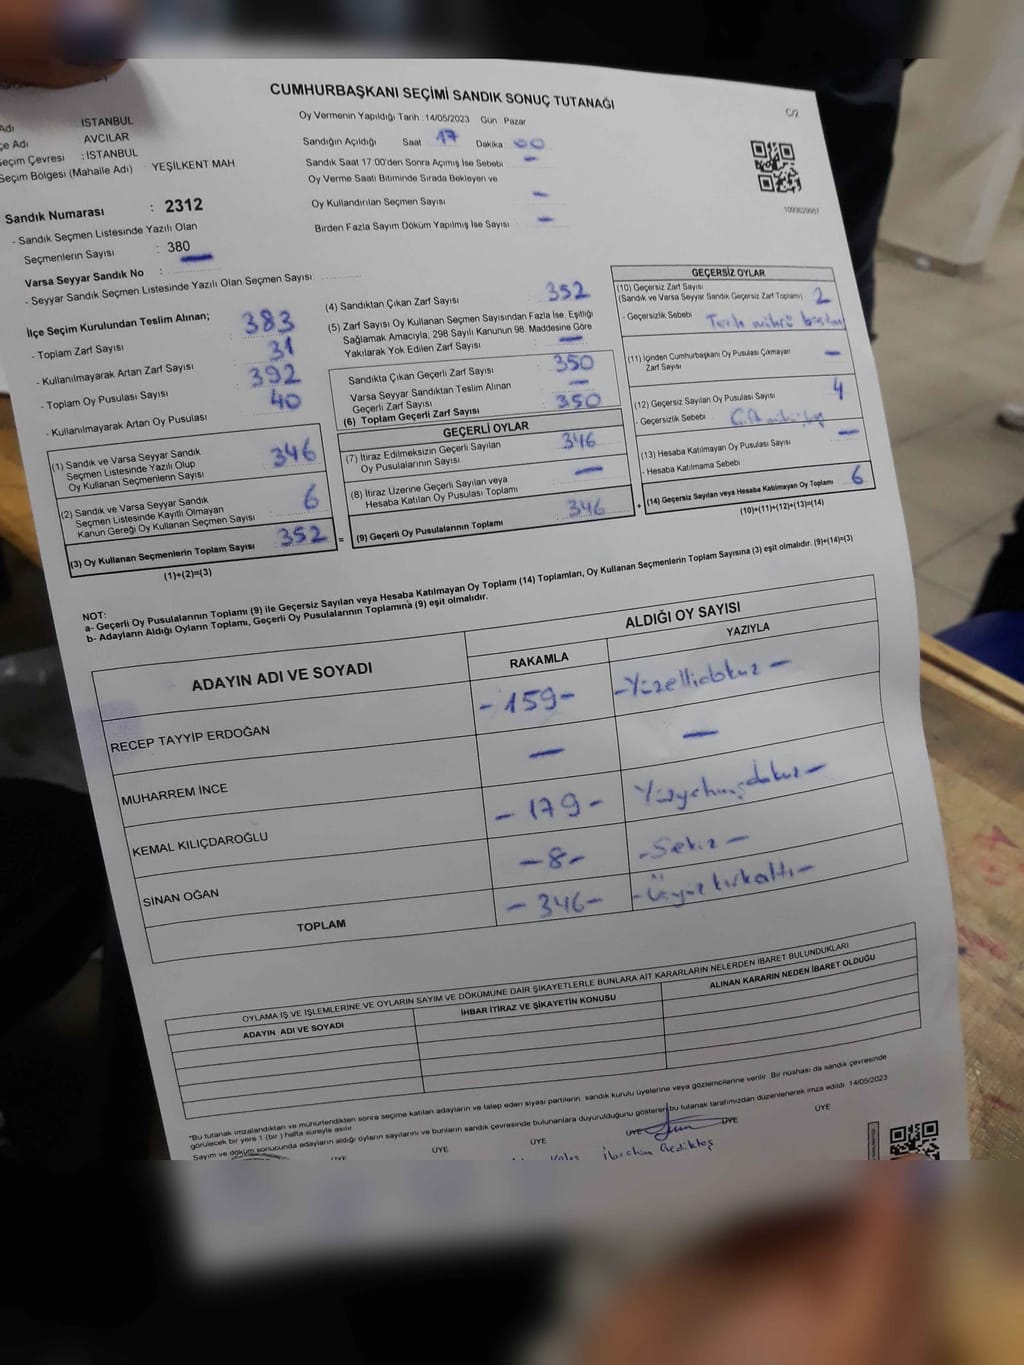 CUMHURBAŞKANI SEÇİMİ SANDIK SONUÇ TUTANAĞI
C/2
Adı İSTANBUL
çe Adı AVCILAR
Seçim Çevresi : İSTANBUL
Seçim Bölgesi (Mahalle Adı) YEŞİLKENT MAH
Oy Vermenin Yapıldığı Tarih : 14/05/2023 Gün : Pazar
Sandığın Açıldığı Saat 17 Dakika 00
Sandık Saat 17:00'den Sonra Açımış İse Sebebi —
Oy Verme Saati Bitiminde Sırada Bekleyen ve
Oy Kullandırılan Seçmen Sayısı —
Birden Fazla Sayım Döküm Yapılmış İse Sayısı —
1093629957
Sandık Numarası : 2312
- Sandık Seçmen Listesinde Yazılı Olan
Seçmenlerin Sayısı : 380
Varsa Seyyar Sandık No : —
- Seyyar Sandık Seçmen Listesinde Yazılı Olan Seçmen Sayısı:
İlçe Seçim Kurulundan Teslim Alınan;
- Toplam Zarf Sayısı 383
- Kullanılmayarak Artan Zarf Sayısı 31
- Toplam Oy Pusulası Sayısı 392
- Kullanılmayarak Artan Oy Pusulası 40
(1) Sandık ve Varsa Seyyar Sandık
Seçmen Listesinde Yazılı Olup
Oy Kullanan Seçmenlerin Sayısı 346
(2) Sandık ve Varsa Seyyar Sandık
Seçmen Listesinde Kayıtlı Olmayan
Kanun Gereği Oy Kullanan Seçmen Sayısı 6
(3) Oy Kullanan Seçmenlerin Toplam Sayısı 352
(1)+(2)=(3)
(4) Sandıktan Çıkan Zarf Sayısı 352
(5) Zarf Sayısı Oy Kullanan Seçmen Sayısından Fazla İse, Eşitliği
Sağlamak Amacıyla, 298 Sayılı Kanunun 98. Maddesine Göre
Yakılarak Yok Edilen Zarf Sayısı —
Sandıkta Çıkan Geçerli Zarf Sayısı 350
Varsa Seyyar Sandıktan Teslim Alınan
Geçerli Zarf Sayısı —
(6) Toplam Geçerli Zarf Sayısı 350
GEÇERLİ OYLAR
(7) İtiraz Edilmeksizin Geçerli Sayılan
Oy Pusulalarının Sayısı 346
(8) İtiraz Üzerine Geçerli Sayılan veya
Hesaba Katılan Oy Pusulası Toplamı —
= (9) Geçerli Oy Pusulalarının Toplamı 346
GEÇERSİZ OYLAR
(10) Geçersiz Zarf Sayısı
(Sandık ve Varsa Seyyar Sandık Geçersiz Zarf Toplamı) 2
- Geçersizlik Sebebi
(11) İçinden Cumhurbaşkanı Oy Pusulası Çıkmayan
Zarf Sayısı —
(12) Geçersiz Sayılan Oy Pusulası Sayısı 4
- Geçersizlik Sebebi
(13) Hesaba Katılmayan Oy Pusulası Sayısı —
- Hesaba Katılmama Sebebi :
+ (14) Geçersiz Sayılan veya Hesaba Katılmayan Oy Toplamı 6
(10)+(11)+(12)+(13)=(14)
NOT:
a- Geçerli Oy Pusulalarının Toplamı (9) ile Geçersiz Sayılan veya Hesaba Katılmayan Oy Toplamı (14) Toplamları, Oy Kullanan Seçmenlerin Toplam Sayısına (3) eşit olmalıdır. (9)+(14)=(3)
b- Adayların Aldığı Oyların Toplamı, Geçerli Oy Pusulalarının Toplamına (9) eşit olmalıdır.
ADAYIN ADI VE SOYADI ALDIĞI OY SAYISI
RAKAMLA YAZIYLA
RECEP TAYYİP ERDOĞAN -159- -Yüzellidokuz-
MUHARREM İNCE — —
KEMAL KILIÇDAROĞLU -179- Yüzyetmişdokuz-
SİNAN OĞAN -8- -Sekiz-
TOPLAM -346- -Üçyüzkırkaltı-
OYLAMA İŞ VE İŞLEMLERİNE VE OYLARIN SAYIM VE DÖKÜMÜNE DAİR ŞİKAYETLERLE BUNLARA AİT KARARLARIN NELERDEN İBARET BULUNDUKLARI
ADAYIN ADI VE SOYADI İHBAR İTİRAZ VE ŞİKAYETİN KONUSU ALINAN KARARIN NEDEN İBARET OLDUĞU
*Bu tutanak imzalandıktan ve mühürlendikten sonra seçime katılan adayların ve talep eden siyasi partilerin sandık kurulu üyelerine veya gözlemcilerine verilir. Bir nüshası da sandık çevresinde
görülecek bir yere 1 (bir) hafta süreyle asılır.
Sayım ve döküm sonucunda adayların aldığı oyların sayılarını ve bunların sandık çevresinde bulunanlara duyurulduğunu gösteren bu tutanak tarafımızdan düzenlenerek imza edildi. 14/05/2023
ÜYE ÜYE ÜYE ÜYE ÜYE ÜYE
İbrahim Gediktaş